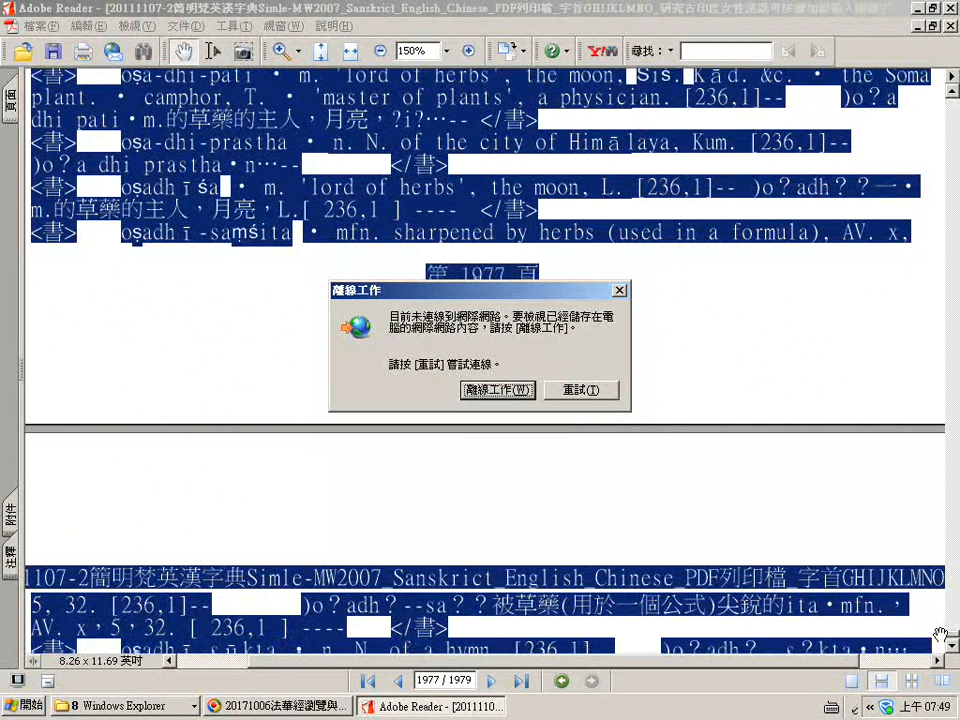 Adobe Reader - [20111107-2簡明梵英漢字典Simle-MW2007_Sanskrict_English_Chinese_PDF列印檔_字首GHIJKLMNO_
檔案(F) 編輯(E) 檢視(V) 文件(D) 工具(T) 視窗(W) 說明(H)
150% 尋找：
頁面
<書> oṣa-dhi-pati • m. 'lord of herbs', the moon, Śiś. Kād. &c. • the Soma
plant. • camphor, T. • 'master of plants', a physician. [236,1]-- )o？a
dhi pati•m.的草藥的主人，月亮，?i?…-- </書>
<書> oṣa-dhi-prastha • n. N. of the city of Himālaya, Kum. [236,1]--
)o？a dhi prastha•n…-- </書>
<書> oṣadhīśa • m. 'lord of herbs', the moon, L. [236,1]-- )o？adh？？一•
m.的草藥的主人，月亮，L.[ 236,1 ] ---- </書>
<書> oṣadhī-saṃśita • mfn. sharpened by herbs (used in a formula), AV. x,
第 1977 頁
離線工作
目前未連線到網際網路。要檢視已經儲存在電
腦的網際網路內容，請按 [離線工作]。
請按 [重試] 嘗試連線。
離線工作(W) 重試(T)
附件
注釋
1107-2簡明梵英漢字典Simle-MW2007_Sanskrict_English_Chinese_PDF列印檔_字首GHIJKLMNO
5, 32. [236,1]-- )o？adh？--sa？？被草藥(用於一個公式)尖銳的ita•mfn.，
AV. x，5，32. [ 236,1 ] ---- </書>
<書> oṣadhī-sūkta • n. N. of a hymn. [236,1]-- )o？adh？ s？kta•n…
8.26 x 11.69 英吋
1977 / 1979
開始 8 Windows Explorer 20171006法華經瀏覽與... Adobe Reader - [2011110... 上午 07:49